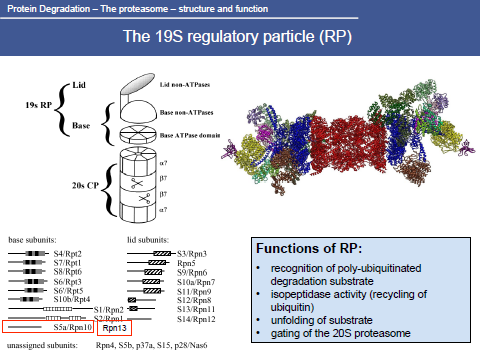 Protein Degradation – The proteasome – structure and function
The 19S regulatory particle (RP)
Lid
Lid non-ATPases
19s RP
Base non-ATPases
Base
Base ATPase domain
α7
20s CP
β7
β7
α7
base subunits:
S4/Rpt2
S7/Rpt1
S8/Rpt6
S6/Rpt3
S6'/Rpt5
S10b/Rpt4
S1/Rpn2
S2/Rpn1
S5a/Rpn10
Rpn13
lid subunits:
S3/Rpn3
Rpn5
S9/Rpn6
S10a/Rpn7
S11/Rpn9
S12/Rpn8
S13/Rpn11
S14/Rpn12
unassigned subunits: Rpn4, S5b, p37a, S15, p28/Nas6
Functions of RP:
• recognition of poly-ubiquitinated
degradation substrate
• isopeptidase activity (recycling of
ubiquitin)
• unfolding of substrate
• gating of the 20S proteasome